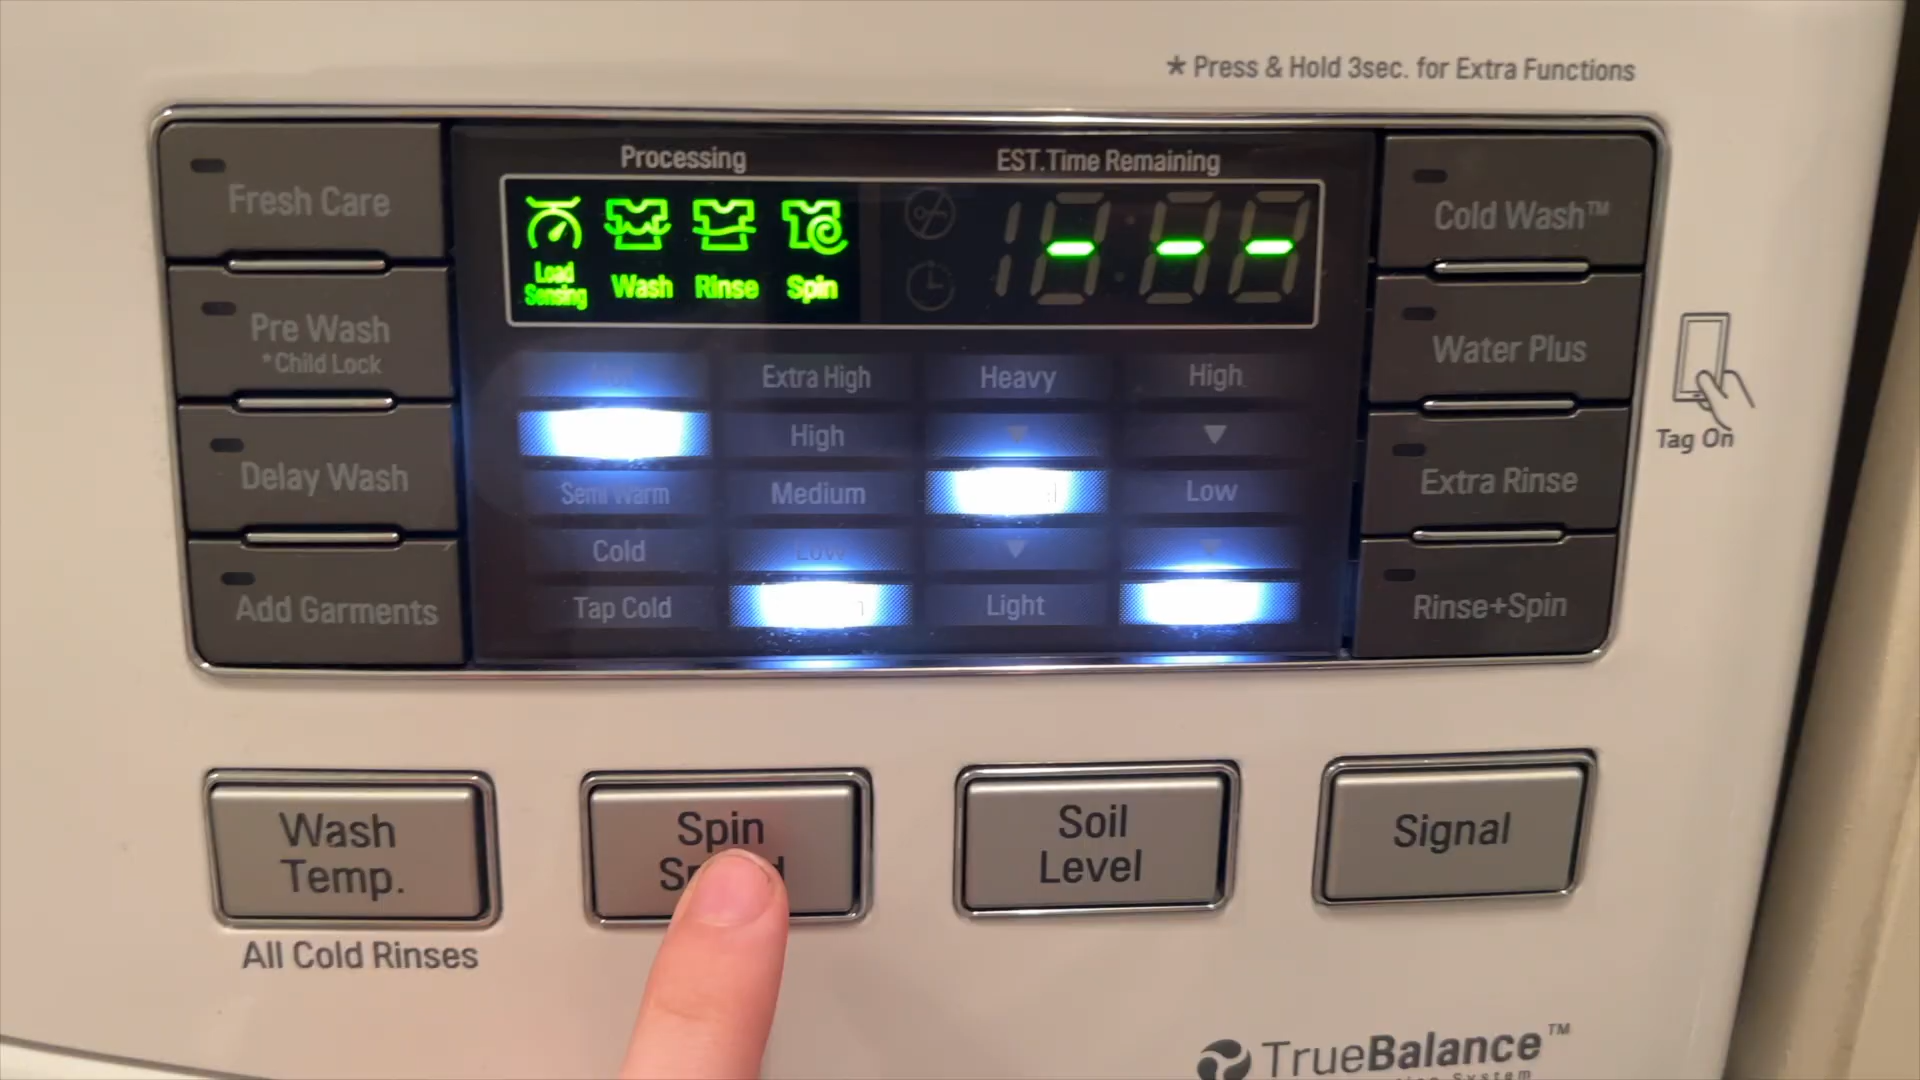 * Press & Hold 3sec. for Extra Functions
Processing
EST.Time Remaining
Load
Sensing
Wash
Rinse
Spin
Fresh Care
Pre Wash
*Child Lock
Delay Wash
Add Garments
Extra High
Heavy
High
High
Semi Warm
Medium
Low
Cold
Low
Tap Cold
Light
Cold Wash™
Water Plus
Extra Rinse
Rinse+Spin
Tag On
Wash
Temp.
Spin
Soil
Level
Signal
All Cold Rinses
TrueBalance™
System